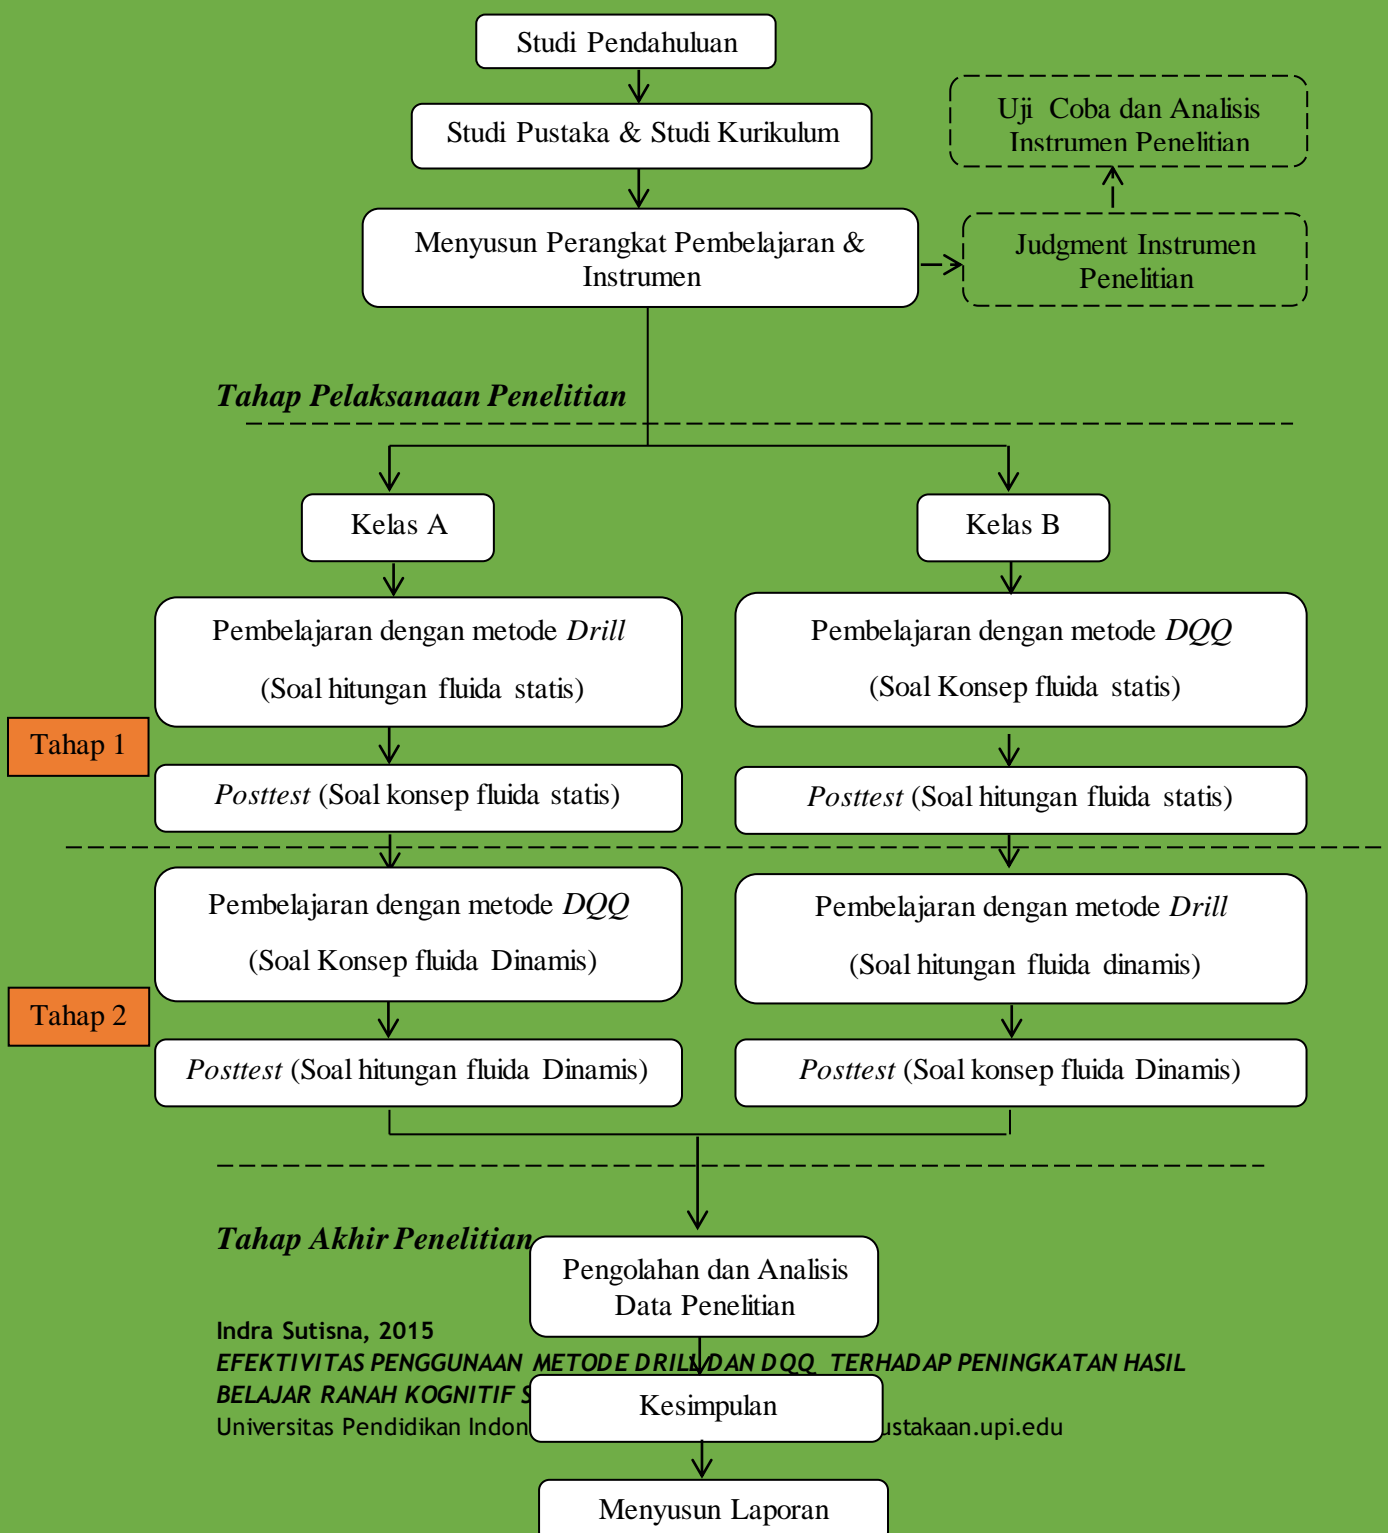 Studi Pendahuluan
Studi Pustaka & Studi Kurikulum
Uji Coba dan Analisis
Instrumen Penelitian
Menyusun Perangkat Pembelajaran &
Instrumen
Judgment Instrumen
Penelitian
Tahap Pelaksanaan Penelitian
Kelas A
Kelas B
Pembelajaran dengan metode Drill
(Soal hitungan fluida statis)
Pembelajaran dengan metode DQQ
(Soal Konsep fluida statis)
Tahap 1
Posttest (Soal konsep fluida statis)
Posttest (Soal hitungan fluida statis)
Pembelajaran dengan metode DQQ
(Soal Konsep fluida Dinamis)
Pembelajaran dengan metode Drill
(Soal hitungan fluida dinamis)
Tahap 2
Posttest (Soal hitungan fluida Dinamis)
Posttest (Soal konsep fluida Dinamis)
Tahap Akhir Penelitian
Pengolahan dan Analisis
Data Penelitian
Indra Sutisna, 2015
EFEKTIVITAS PENGGUNAAN METODE DRILL DAN DQQ TERHADAP PENINGKATAN HASIL
BELAJAR RANAH KOGNITIF S
Kesimpulan
Universitas Pendidikan Indon ustakaan.upi.edu
Menyusun Laporan